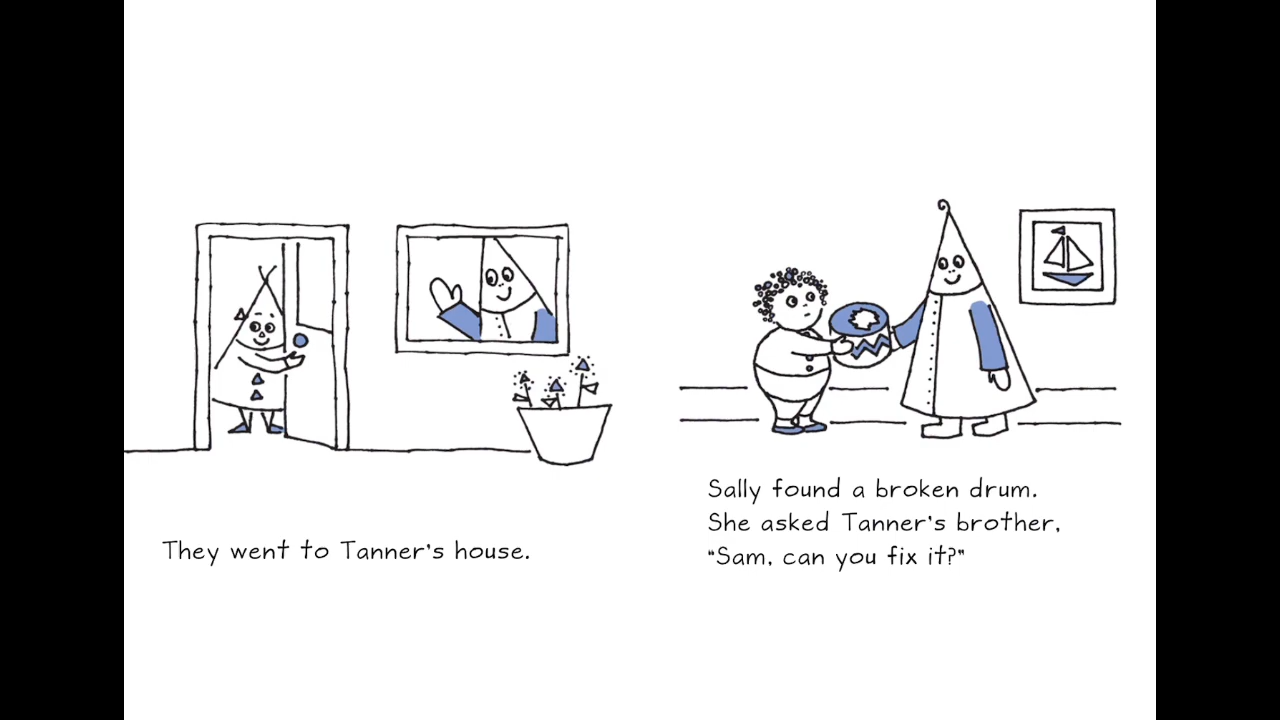 They went to Tanner's house.
Sally found a broken drum.
She asked Tanner's brother,
"Sam, can you fix it?"